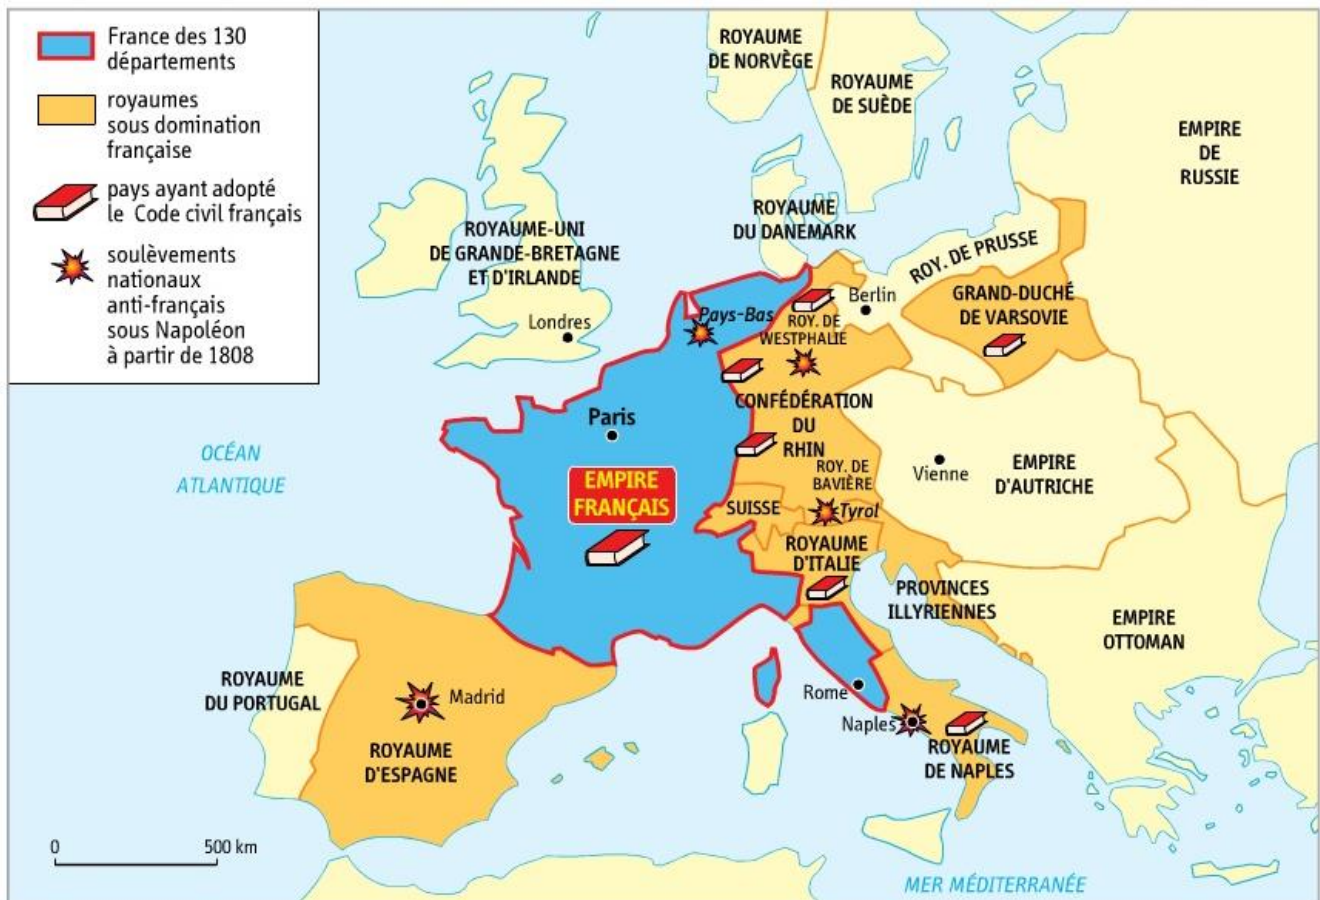 France des 130
départements
royaumes
sous domination
française
pays ayant adopté
le Code civil français
soulèvements
nationaux
anti-français
sous Napoléon
à partir de 1808
ROYAUME
DE NORVÈGE
ROYAUME
DE SUÈDE
EMPIRE
DE
RUSSIE
ROYAUME-UNI
DE GRANDE-BRETAGNE
ET D'IRLANDE
Londres
ROYAUME
DU DANEMARK
ROY. DE PRUSSE
Berlin
GRAND-DUCHÉ
DE VARSOVIE
Pays-Bas
ROY. DE
WESTPHALIE
CONFÉDÉRATION
DU
RHIN
Paris
EMPIRE
FRANÇAIS
OCÉAN
ATLANTIQUE
ROY. DE
BAVIÈRE
Vienne
EMPIRE
D'AUTRICHE
SUISSE
Tyrol
ROYAUME
D'ITALIE
PROVINCES
ILLYRIENNES
EMPIRE
OTTOMAN
ROYAUME
DU PORTUGAL
Madrid
ROYAUME
D'ESPAGNE
Rome
Naples
ROYAUME
DE NAPLES
0 500 km
MER MÉDITERRANÉE